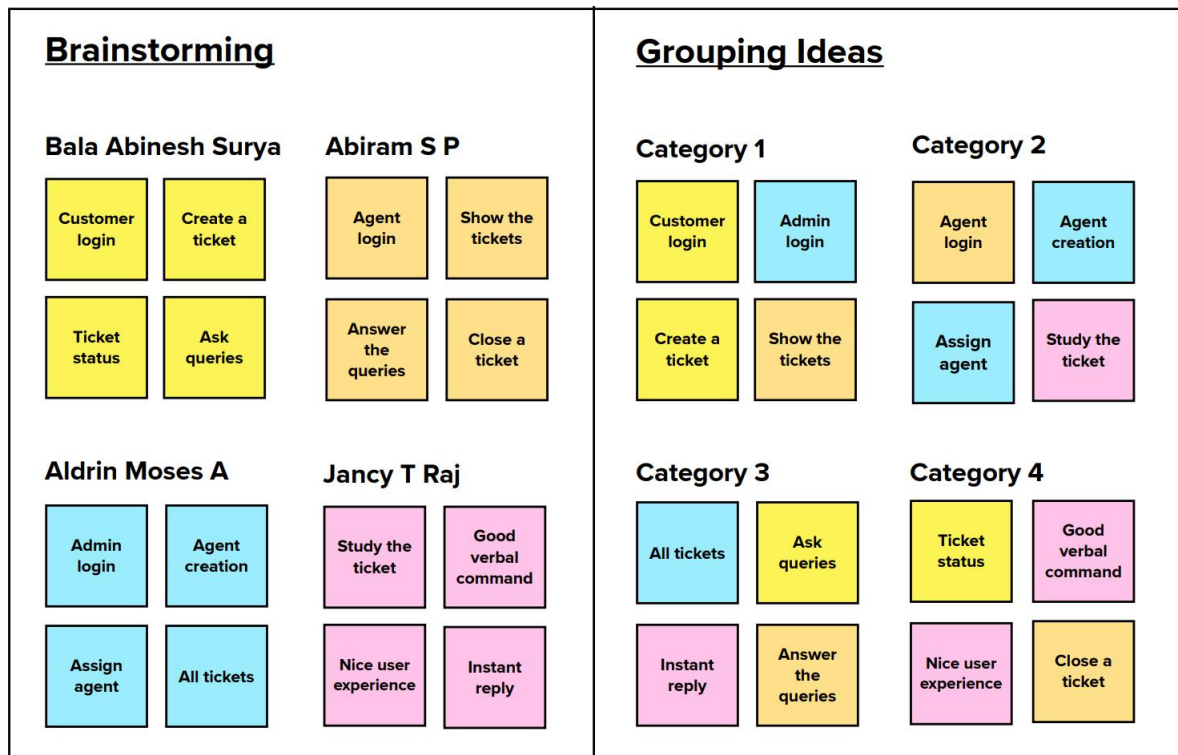 Brainstorming
Bala Abinesh Surya
Customer
login
Create a
ticket
Ticket
status
Ask
queries
Abiram S P
Agent
login
Show the
tickets
Answer
the
queries
Close a
ticket
Aldrin Moses A
Admin
login
Agent
creation
Assign
agent
All tickets
Jancy T Raj
Study the
ticket
Good
verbal
command
Nice user
experience
Instant
reply
Grouping Ideas
Category 1
Customer
login
Admin
login
Create a
ticket
Show the
tickets
Category 2
Agent
login
Agent
creation
Assign
agent
Study the
ticket
Category 3
All tickets
Ask
queries
Instant
reply
Answer
the
queries
Category 4
Ticket
status
Good
verbal
command
Nice user
experience
Close a
ticket